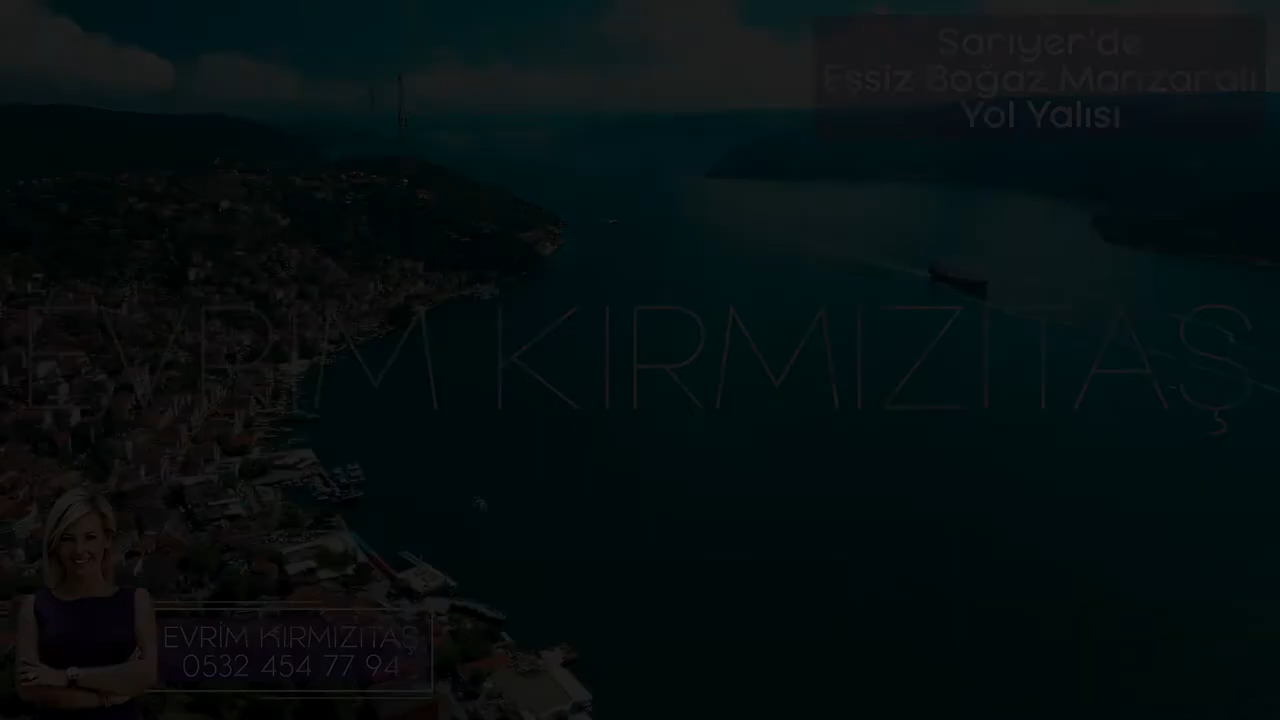 Sarıyer'de
Eşsiz Boğaz Manzaralı
Yol Yalısı
EVRİM KIRMIZITAŞ
EVRİM KIRMIZITAŞ
0532 454 77 94